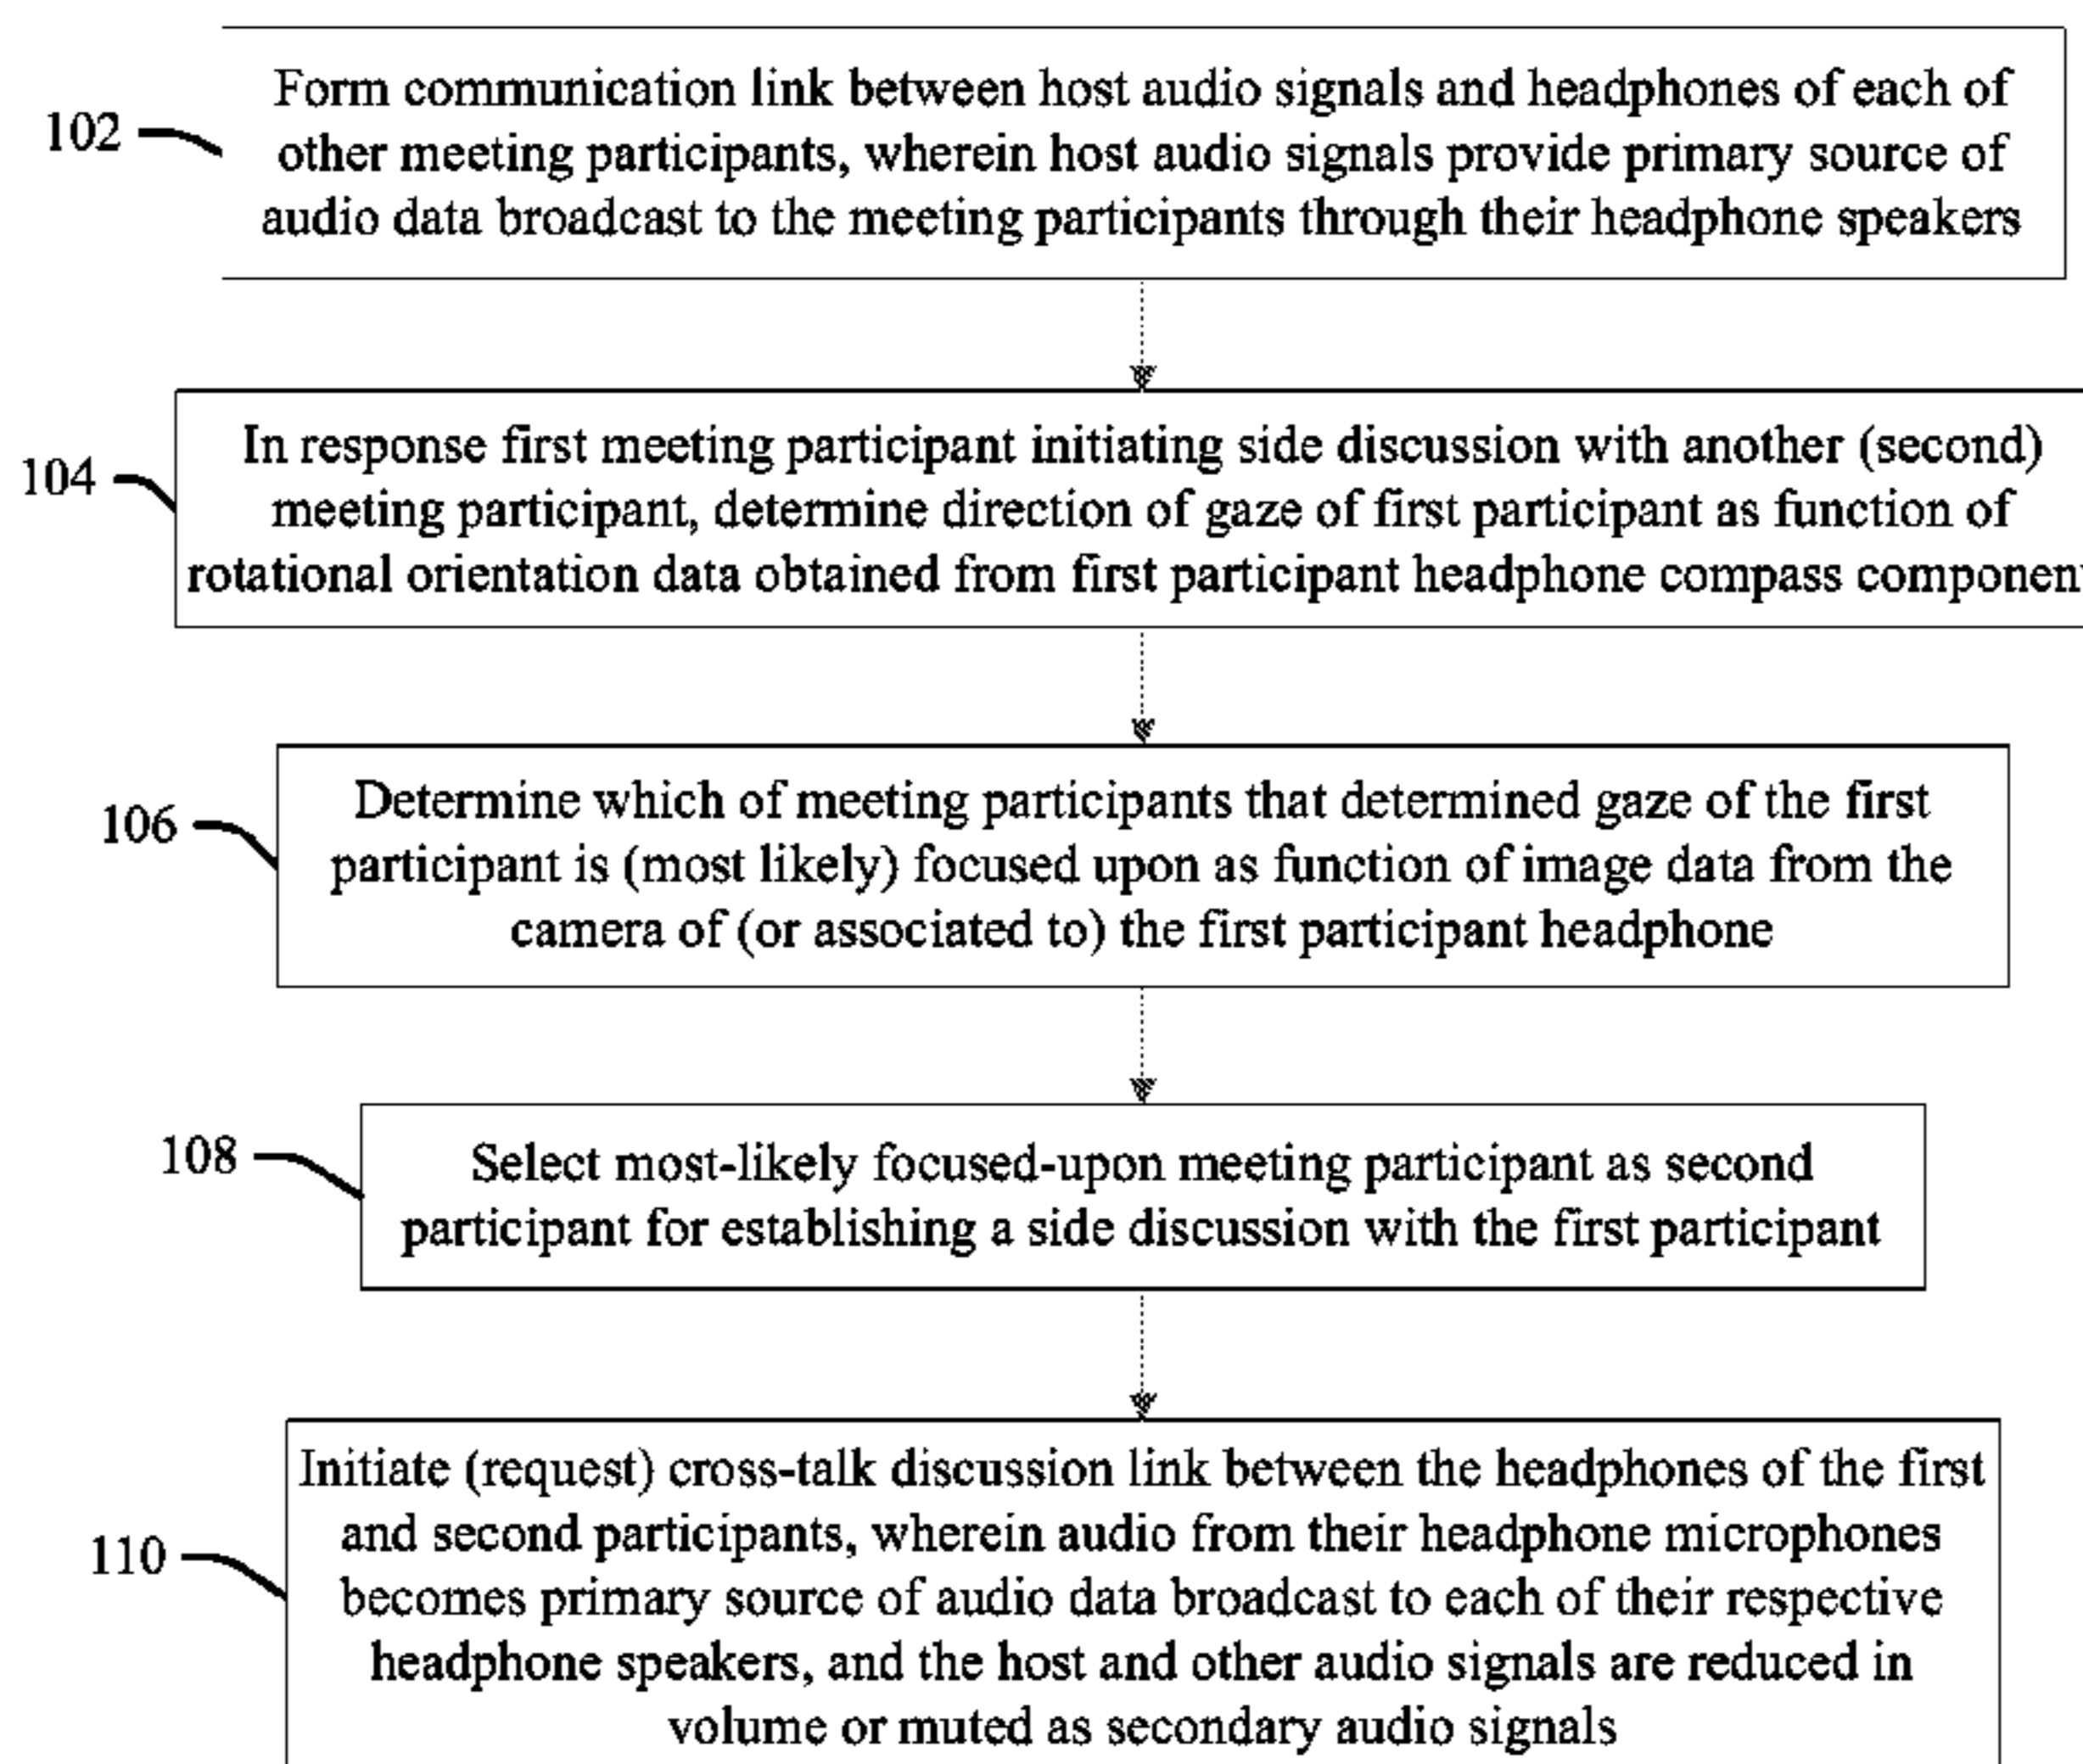 Form communication link between host audio signals and headphones of each of
102
other meeting participants, wherein host audio signals provide primary source of
audio data broadcast to the meeting participants through their headphone speakers
In response first meeting participant initiating side discussion with another (second)
104
meeting participant, determine direction of gaze of first participant as function of
rotational orientation data obtained from first participant headphone compass component
Determine which of meeting participants that determined gaze of the first
106
participant is (most likely) focused upon as function of image data from the
camera of (or associated to) the first participant headphone
108
Select most-likely focused-upon meeting participant as second
participant for establishing a side discussion with the first participant
Initiate (request) cross-talk discussion link between the headphones of the first
and second participants, wherein audio from their headphone microphones
110
becomes primary source of audio data broadcast to each of their respective
headphone speakers, and the host and other audio signals are reduced in
volume or muted as secondary audio signals